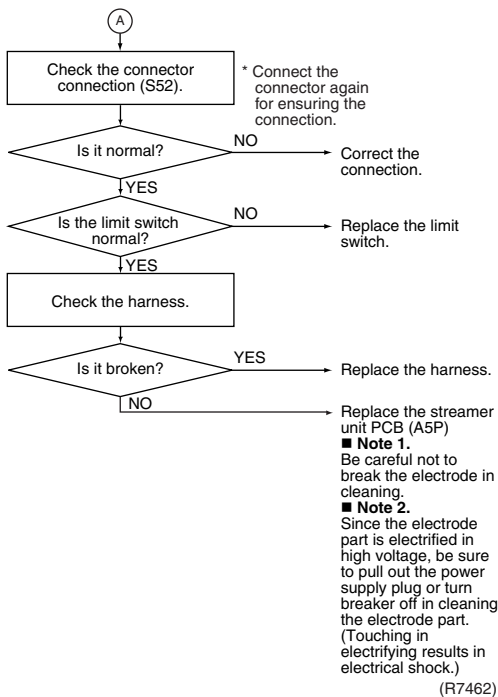 A
Check the connector
connection (S52).
* Connect the
connector again
for ensuring the
connection.
Is it normal?
NO
Correct the
connection.
YES
Is the limit switch
normal?
NO
Replace the limit
switch.
YES
Check the harness.
Is it broken?
YES
Replace the harness.
NO
Replace the streamer
unit PCB (A5P)
■ Note 1.
Be careful not to
break the electrode in
cleaning.
■ Note 2.
Since the electrode
part is electrified in
high voltage, be sure
to pull out the power
supply plug or turn
breaker off in cleaning
the electrode part.
(Touching in
electrifying results in
electrical shock.)
(R7462)